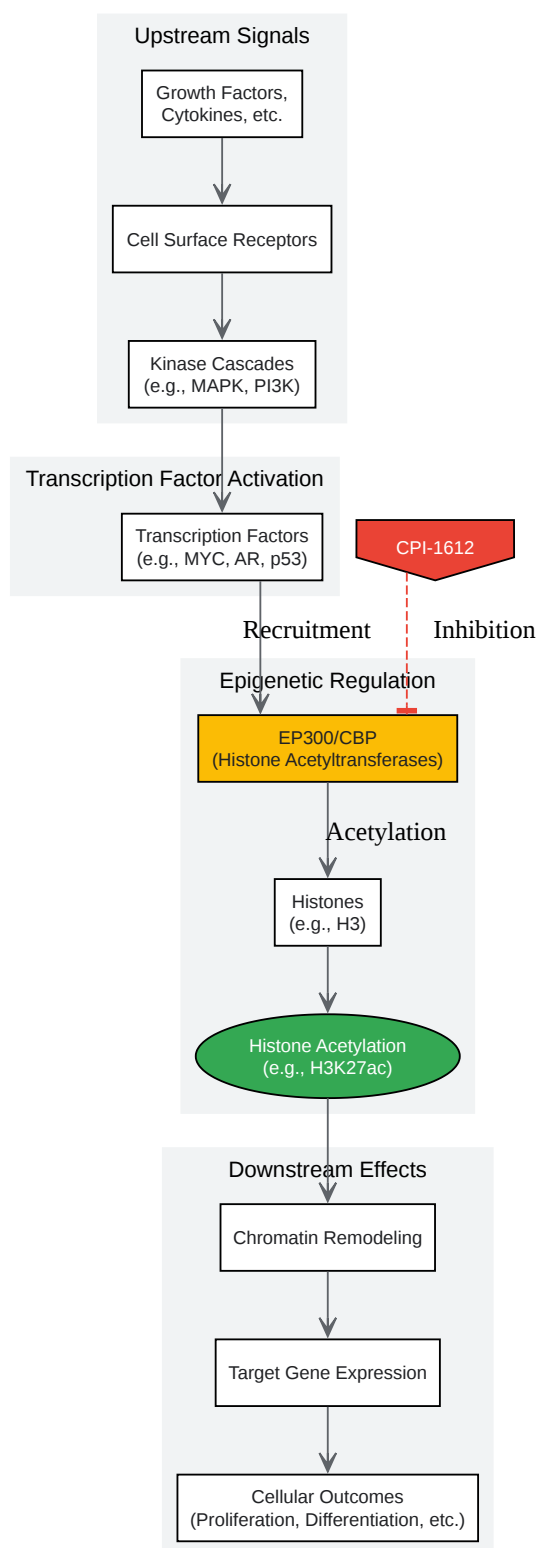 Upstream Signals
Growth Factors,
Cytokines, etc.
Cell Surface Receptors
Kinase Cascades
(e.g., MAPK, PI3K)
Transcription Factor Activation
Transcription Factors
(e.g., MYC, AR, p53)
CPI-1612
Recruitment
Inhibition
Epigenetic Regulation
EP300/CBP
(Histone Acetyltransferases)
Acetylation
Histones
(e.g., H3)
Histone Acetylation
(e.g., H3K27ac)
Downstream Effects
Chromatin Remodeling
Target Gene Expression
Cellular Outcomes
(Proliferation, Differentiation, etc.)